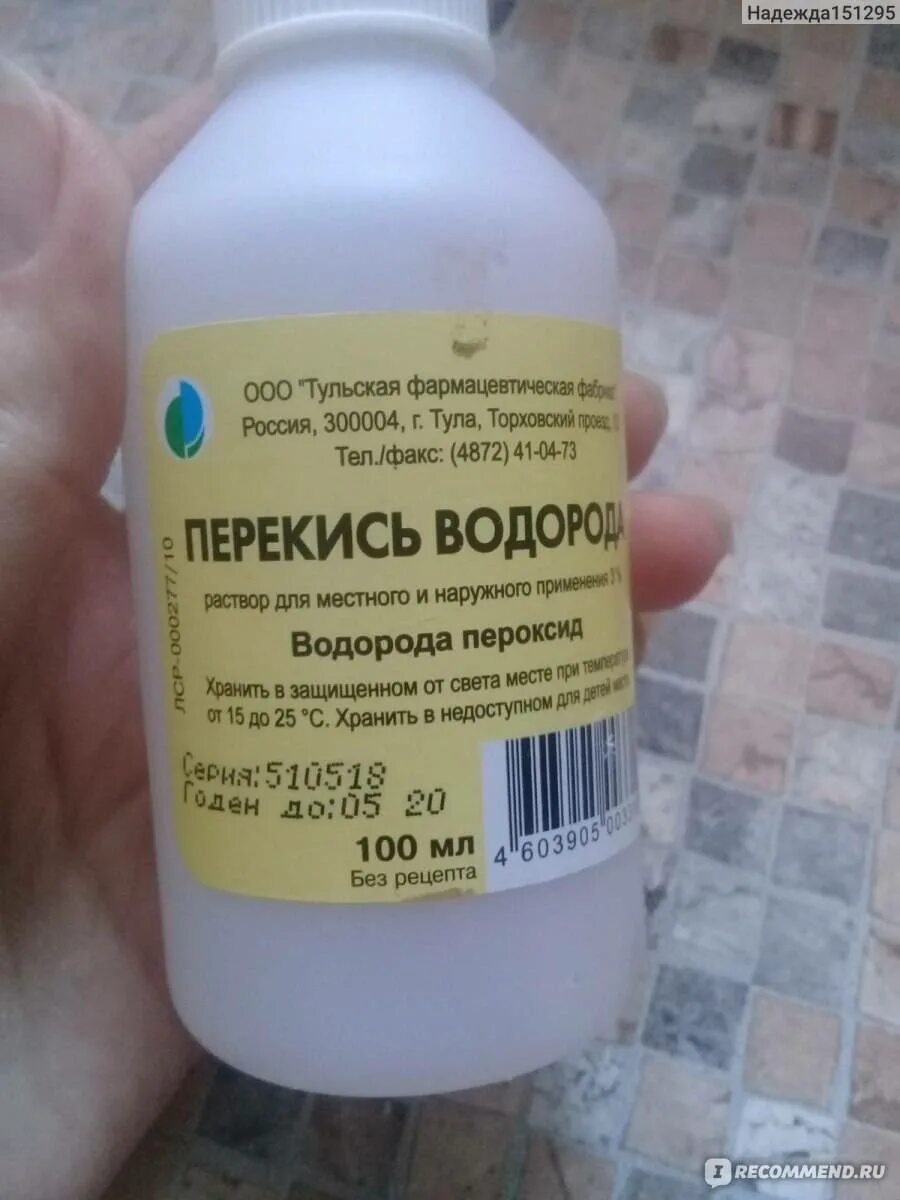 Надежда151295
ООО "Тульская фармацевтическая фабрика"
Россия, 300004, г. Тула, Торховский проезд,
Тел./факс: (4872) 41-04-73
ПЕРЕКИСЬ ВОДОРОДА
раствор для местного и наружного применения 3%
Водорода пероксид
Хранить в защищенном от света месте при температуре
от 15 до 25 °С. Хранить в недоступном для детей месте
ЛСР-000277/10
Серия:510518
Годен до:05 20
100 мл
Без рецепта
4 603905 003
IRECOMMEND.RU